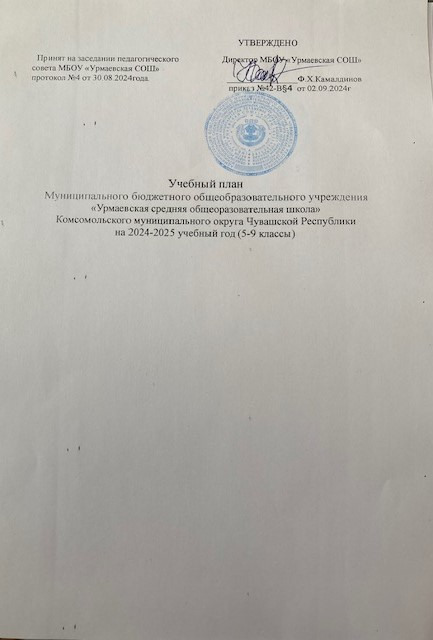 УТВЕРЖДЕНО
Принят на заседании педагогического
совета МБОУ «Урмаевская СОШ»
протокол №4 от 30.08.2024года.
Директор МБОУ «Урмаевская СОШ»
Ф.Х.Камалдинов
приказ №42-В§4 от 02.09.2024г
Учебный план
Муниципального бюджетного общеобразовательного учреждения
«Урмаевская средняя общеоразовательная школа»
Комсомольского муниципального округа Чувашской Республики
на 2024-2025 учебный год (5-9 классы)